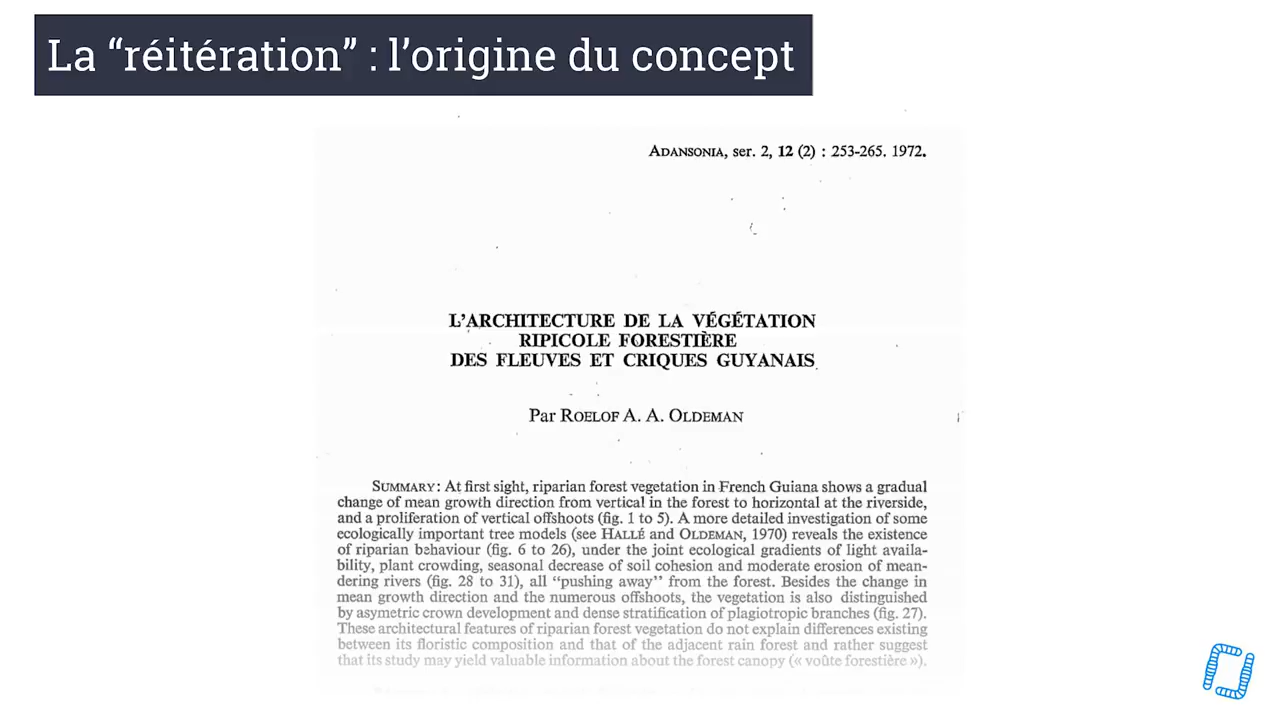 La “réitération” : l’origine du concept
ADANSONIA, ser. 2, 12 (2) : 253-265. 1972.
L’ARCHITECTURE DE LA VÉGÉTATION
RIPICOLE FORESTIÈRE
DES FLEUVES ET CRIQUES GUYANAIS
Par ROELOF A. A. OLDEMAN
SUMMARY: At first sight, riparian forest vegetation in French Guiana shows a gradual
change of mean growth direction from vertical in the forest to horizontal at the riverside,
and a proliferation of vertical offshoots (fig. 1 to 5). A more detailed investigation of some
ecologically important tree models (see HALLÉ and OLDEMAN, 1970) reveals the existence
of riparian behaviour (fig. 6 to 26), under the joint ecological gradients of light availa-
bility, plant crowding, seasonal decrease of soil cohesion and moderate erosion of mean-
dering rivers (fig. 28 to 31), all “pushing away” from the forest. Besides the change in
mean growth direction and the numerous offshoots, the vegetation is also distinguished
by asymetric crown development and dense stratification of plagiotropic branches (fig. 27).
These architectural features of riparian forest vegetation do not explain differences existing
between its floristic composition and that of the adjacent rain forest and rather suggest
that its study may yield valuable information about the forest canopy (« voûte forestière »).